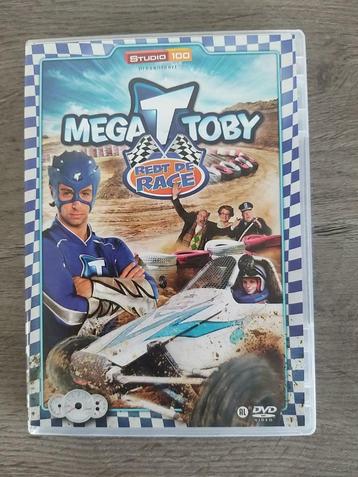 STUDIO 100
PRESENTEERT
MEGA T TOBY
REDT DE
RACE
T
AL
DVD
VIDEO